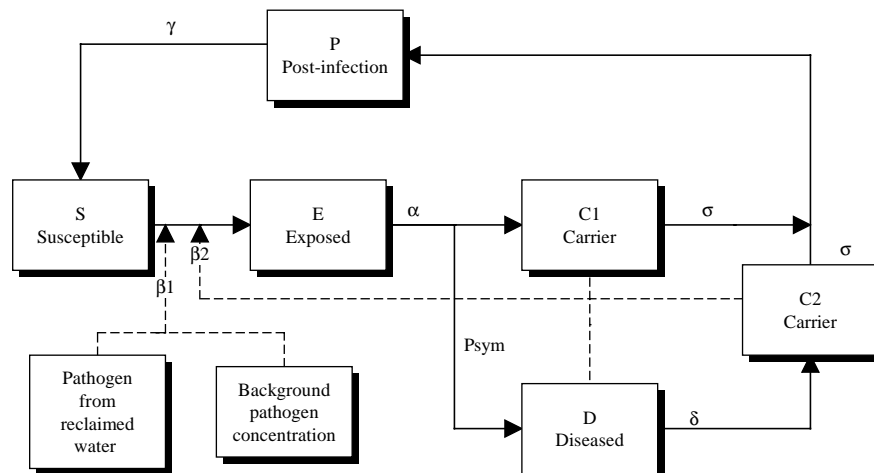 γ
P
Post-infection
S
Susceptible
E
Exposed
α
C1
Carrier
σ
β1
β2
σ
C2
Carrier
Psym
Pathogen
from
reclaimed
water
Background
pathogen
concentration
D
Diseased
δ